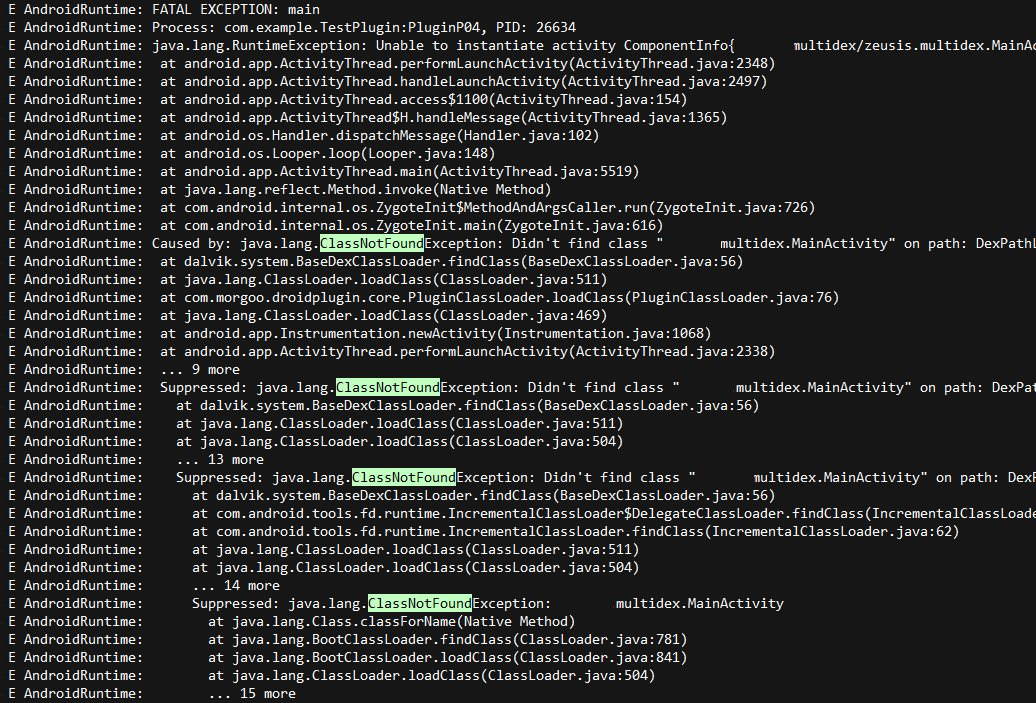 E AndroidRuntime: FATAL EXCEPTION: main
E AndroidRuntime: Process: com.example.TestPlugin:PluginP04, PID: 26634
E AndroidRuntime: java.lang.RuntimeException: Unable to instantiate activity ComponentInfo{ multidex/zeusis.multidex.MainAc
E AndroidRuntime: at android.app.ActivityThread.performLaunchActivity(ActivityThread.java:2348)
E AndroidRuntime: at android.app.ActivityThread.handleLaunchActivity(ActivityThread.java:2497)
E AndroidRuntime: at android.app.ActivityThread.access$1100(ActivityThread.java:154)
E AndroidRuntime: at android.app.ActivityThread$H.handleMessage(ActivityThread.java:1365)
E AndroidRuntime: at android.os.Handler.dispatchMessage(Handler.java:102)
E AndroidRuntime: at android.os.Looper.loop(Looper.java:148)
E AndroidRuntime: at android.app.ActivityThread.main(ActivityThread.java:5519)
E AndroidRuntime: at java.lang.reflect.Method.invoke(Native Method)
E AndroidRuntime: at com.android.internal.os.ZygoteInit$MethodAndArgsCaller.run(ZygoteInit.java:726)
E AndroidRuntime: at com.android.internal.os.ZygoteInit.main(ZygoteInit.java:616)
E AndroidRuntime: Caused by: java.lang.ClassNotFoundException: Didn't find class " multidex.MainActivity" on path: DexPathL
E AndroidRuntime: at dalvik.system.BaseDexClassLoader.findClass(BaseDexClassLoader.java:56)
E AndroidRuntime: at java.lang.ClassLoader.loadClass(ClassLoader.java:511)
E AndroidRuntime: at com.morgoo.droidplugin.core.PluginClassLoader.loadClass(PluginClassLoader.java:76)
E AndroidRuntime: at java.lang.ClassLoader.loadClass(ClassLoader.java:469)
E AndroidRuntime: at android.app.Instrumentation.newActivity(Instrumentation.java:1068)
E AndroidRuntime: at android.app.ActivityThread.performLaunchActivity(ActivityThread.java:2338)
E AndroidRuntime: ... 9 more
E AndroidRuntime: Suppressed: java.lang.ClassNotFoundException: Didn't find class " multidex.MainActivity" on path: DexPat
E AndroidRuntime: at dalvik.system.BaseDexClassLoader.findClass(BaseDexClassLoader.java:56)
E AndroidRuntime: at java.lang.ClassLoader.loadClass(ClassLoader.java:511)
E AndroidRuntime: at java.lang.ClassLoader.loadClass(ClassLoader.java:504)
E AndroidRuntime: ... 13 more
E AndroidRuntime: Suppressed: java.lang.ClassNotFoundException: Didn't find class " multidex.MainActivity" on path: DexP
E AndroidRuntime: at dalvik.system.BaseDexClassLoader.findClass(BaseDexClassLoader.java:56)
E AndroidRuntime: at com.android.tools.fd.runtime.IncrementalClassLoader$DelegateClassLoader.findClass(IncrementalClassLoade
E AndroidRuntime: at com.android.tools.fd.runtime.IncrementalClassLoader.findClass(IncrementalClassLoader.java:62)
E AndroidRuntime: at java.lang.ClassLoader.loadClass(ClassLoader.java:511)
E AndroidRuntime: at java.lang.ClassLoader.loadClass(ClassLoader.java:504)
E AndroidRuntime: ... 14 more
E AndroidRuntime: Suppressed: java.lang.ClassNotFoundException: multidex.MainActivity
E AndroidRuntime: at java.lang.Class.classForName(Native Method)
E AndroidRuntime: at java.lang.BootClassLoader.findClass(ClassLoader.java:781)
E AndroidRuntime: at java.lang.BootClassLoader.loadClass(ClassLoader.java:841)
E AndroidRuntime: at java.lang.ClassLoader.loadClass(ClassLoader.java:504)
E AndroidRuntime: ... 15 more